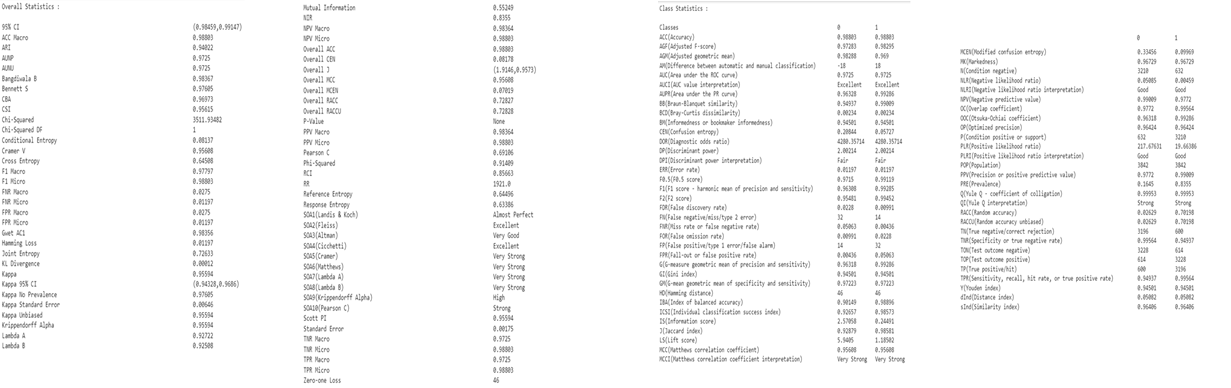 Overall Statistics :
95% CI (0.98459,0.99147)
ACC Macro 0.98803
ARI 0.94022
AUNP 0.9725
AUNU 0.9725
Bangdiwala B 0.98367
Bennett S 0.97605
CBA 0.96973
CSI 0.95615
Chi-Squared 3511.93482
Chi-Squared DF 1
Conditional Entropy 0.08137
Cramer V 0.95608
Cross Entropy 0.64508
F1 Macro 0.97797
F1 Micro 0.98803
FNR Macro 0.0275
FNR Micro 0.01197
FPR Macro 0.0275
FPR Micro 0.01197
Gwet AC1 0.98356
Hamming Loss 0.01197
Joint Entropy 0.72633
KL Divergence 0.00012
Kappa 0.95594
Kappa 95% CI (0.94328,0.9686)
Kappa No Prevalence 0.97605
Kappa Standard Error 0.00646
Kappa Unbiased 0.95594
Krippendorff Alpha 0.95594
Lambda A 0.92722
Lambda B 0.92508
Mutual Information 0.55249
NIR 0.8355
NPV Macro 0.98364
NPV Micro 0.98803
Overall ACC 0.98803
Overall CEN 0.08178
Overall J (1.9146,0.9573)
Overall MCC 0.95608
Overall MCEN 0.07019
Overall RACC 0.72827
Overall RACCU 0.72828
P-Value None
PPV Macro 0.98364
PPV Micro 0.98803
Pearson C 0.69106
Phi-Squared 0.91409
RCI 0.85663
RR 1921.0
Reference Entropy 0.64496
Response Entropy 0.63386
SOA1(Landis & Koch) Almost Perfect
SOA2(Fleiss) Excellent
SOA3(Altman) Very Good
SOA4(Cicchetti) Excellent
SOA5(Cramer) Very Strong
SOA6(Matthews) Very Strong
SOA7(Lambda A) Very Strong
SOA8(Lambda B) Very Strong
SOA9(Krippendorff Alpha) High
SOA10(Pearson C) Strong
Scott PI 0.95594
Standard Error 0.00175
TNR Macro 0.9725
TNR Micro 0.98803
TPR Macro 0.9725
TPR Micro 0.98803
Zero-one Loss 46
Class Statistics :
Classes 0 1
ACC(Accuracy) 0.98803 0.98803
AGF(Adjusted F-score) 0.97283 0.98295
AGM(Adjusted geometric mean) 0.98288 0.969
AM(Difference between automatic and manual classification) -18 18
AUC(Area under the ROC curve) 0.9725 0.9725
AUCI(AUC value interpretation) Excellent Excellent
AUPR(Area under the PR curve) 0.96328 0.99286
BB(Braun-Blanquet similarity) 0.94937 0.99009
BCD(Bray-Curtis dissimilarity) 0.00234 0.00234
BM(Informedness or bookmaker informedness) 0.94501 0.94501
CEN(Confusion entropy) 0.20844 0.05727
DOR(Diagnostic odds ratio) 4280.35714 4280.35714
DP(Discriminant power) 2.00214 2.00214
DPI(Discriminant power interpretation) Fair Fair
ERR(Error rate) 0.01197 0.01197
F0.5(F0.5 score) 0.9715 0.99119
F1(F1 score - harmonic mean of precision and sensitivity) 0.96308 0.99285
F2(F2 score) 0.95481 0.99452
FDR(False discovery rate) 0.0228 0.00991
FN(False negative/miss/type 2 error) 32 14
FNR(Miss rate or false negative rate) 0.05063 0.00436
FOR(False omission rate) 0.00991 0.0228
FP(False positive/type 1 error/false alarm) 14 32
FPR(Fall-out or false positive rate) 0.00436 0.05063
G(G-measure geometric mean of precision and sensitivity) 0.96318 0.99286
GI(Gini index) 0.94501 0.94501
GM(G-mean geometric mean of specificity and sensitivity) 0.97223 0.97223
HD(Hamming distance) 46 46
IBA(Index of balanced accuracy) 0.90149 0.98896
ICSI(Individual classification success index) 0.92657 0.98573
IS(Information score) 2.57058 0.24491
J(Jaccard index) 0.92879 0.98581
LS(Lift score) 5.9405 1.18502
MCC(Matthews correlation coefficient) 0.95608 0.95608
MCCI(Matthews correlation coefficient interpretation) Very Strong Very Strong
0 1
MCEN(Modified confusion entropy) 0.33456 0.09969
MK(Markedness) 0.96729 0.96729
N(Condition negative) 3210 632
NLR(Negative likelihood ratio) 0.05085 0.00459
NLRI(Negative likelihood ratio interpretation) Good Good
NPV(Negative predictive value) 0.99009 0.9772
OC(Overlap coefficient) 0.9772 0.99564
OOC(Otsuka-Ochiai coefficient) 0.96318 0.99286
OP(Optimized precision) 0.96424 0.96424
P(Condition positive or support) 632 3210
PLR(Positive likelihood ratio) 217.67631 19.66386
PLRI(Positive likelihood ratio interpretation) Good Good
POP(Population) 3842 3842
PPV(Precision or positive predictive value) 0.9772 0.99009
PRE(Prevalence) 0.1645 0.8355
Q(Yule Q - coefficient of colligation) 0.99953 0.99953
QI(Yule Q interpretation) Strong Strong
RACC(Random accuracy) 0.02629 0.70198
RACCU(Random accuracy unbiased) 0.02629 0.70198
TN(True negative/correct rejection) 3196 600
TNR(Specificity or true negative rate) 0.99564 0.94937
TON(Test outcome negative) 3228 614
TOP(Test outcome positive) 614 3228
TP(True positive/hit) 600 3196
TPR(Sensitivity, recall, hit rate, or true positive rate) 0.94937 0.99564
Y(Youden index) 0.94501 0.94501
dInd(Distance index) 0.05082 0.05082
sInd(Similarity index) 0.96406 0.96406